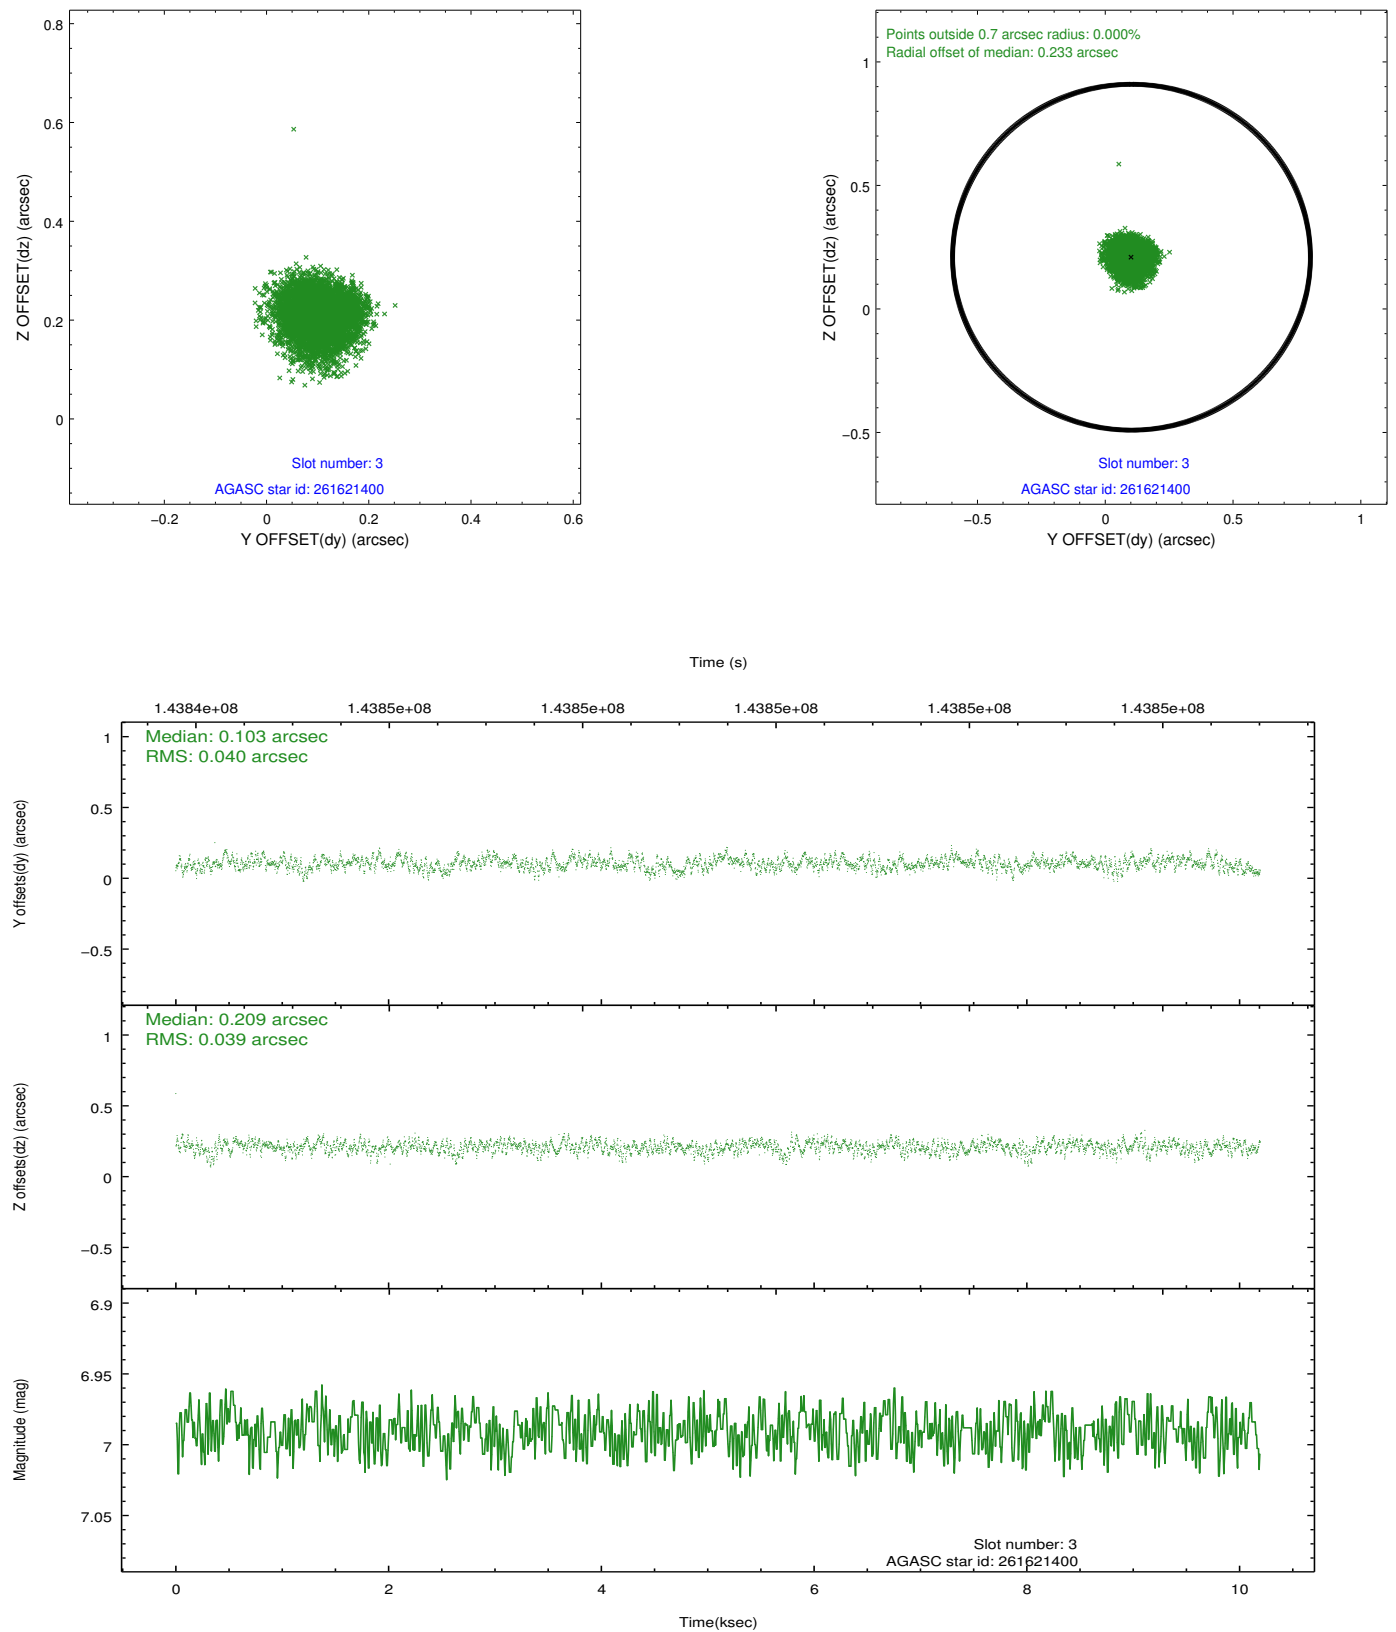 0.8
0.6
0.4
0.2
0
−0.2
0
0.2
0.4
0.6
Z OFFSET(dz) (arcsec)
Y OFFSET(dy) (arcsec)
Slot number: 3
AGASC star id: 261621400
Points outside 0.7 arcsec radius: 0.000%
Radial offset of median: 0.233 arcsec
1
0.5
0
−0.5
−0.5
0
0.5
1
Z OFFSET(dz) (arcsec)
Y OFFSET(dy) (arcsec)
Slot number: 3
AGASC star id: 261621400
Time (s)
1.4384e+08 1.4385e+08 1.4385e+08 1.4385e+08 1.4385e+08 1.4385e+08
Median: 0.103 arcsec
RMS: 0.040 arcsec
1
0.5
0
−0.5
Y offsets(dy) (arcsec)
Median: 0.209 arcsec
RMS: 0.039 arcsec
1
0.5
0
−0.5
Z offsets(dz) (arcsec)
6.9
6.95
7
7.05
Magnitude (mag)
Slot number: 3
AGASC star id: 261621400
0 2 4 6 8 10
Time(ksec)